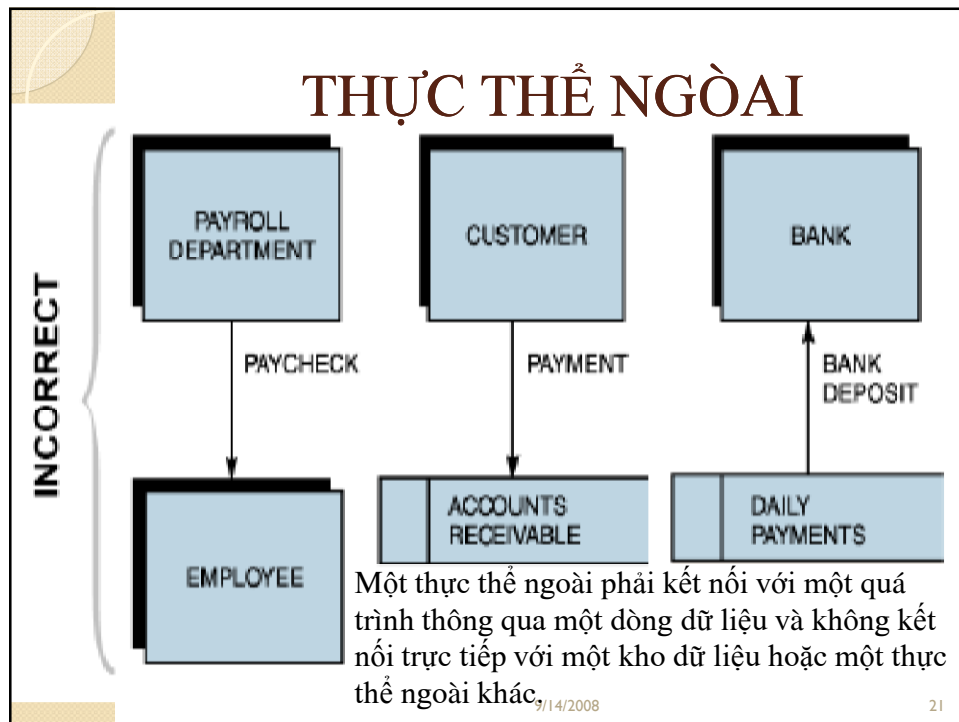 THỰC THỂ NGÒAI
INCORRECT
PAYROLL
DEPARTMENT
CUSTOMER
BANK
PAYCHECK
PAYMENT
BANK
DEPOSIT
EMPLOYEE
ACCOUNTS
RECEIVABLE
DAILY
PAYMENTS
Một thực thể ngoài phải kết nối với một quá
trình thông qua một dòng dữ liệu và không kết
nối trực tiếp với một kho dữ liệu hoặc một thực
thể ngoài khác.
9/14/2008
21